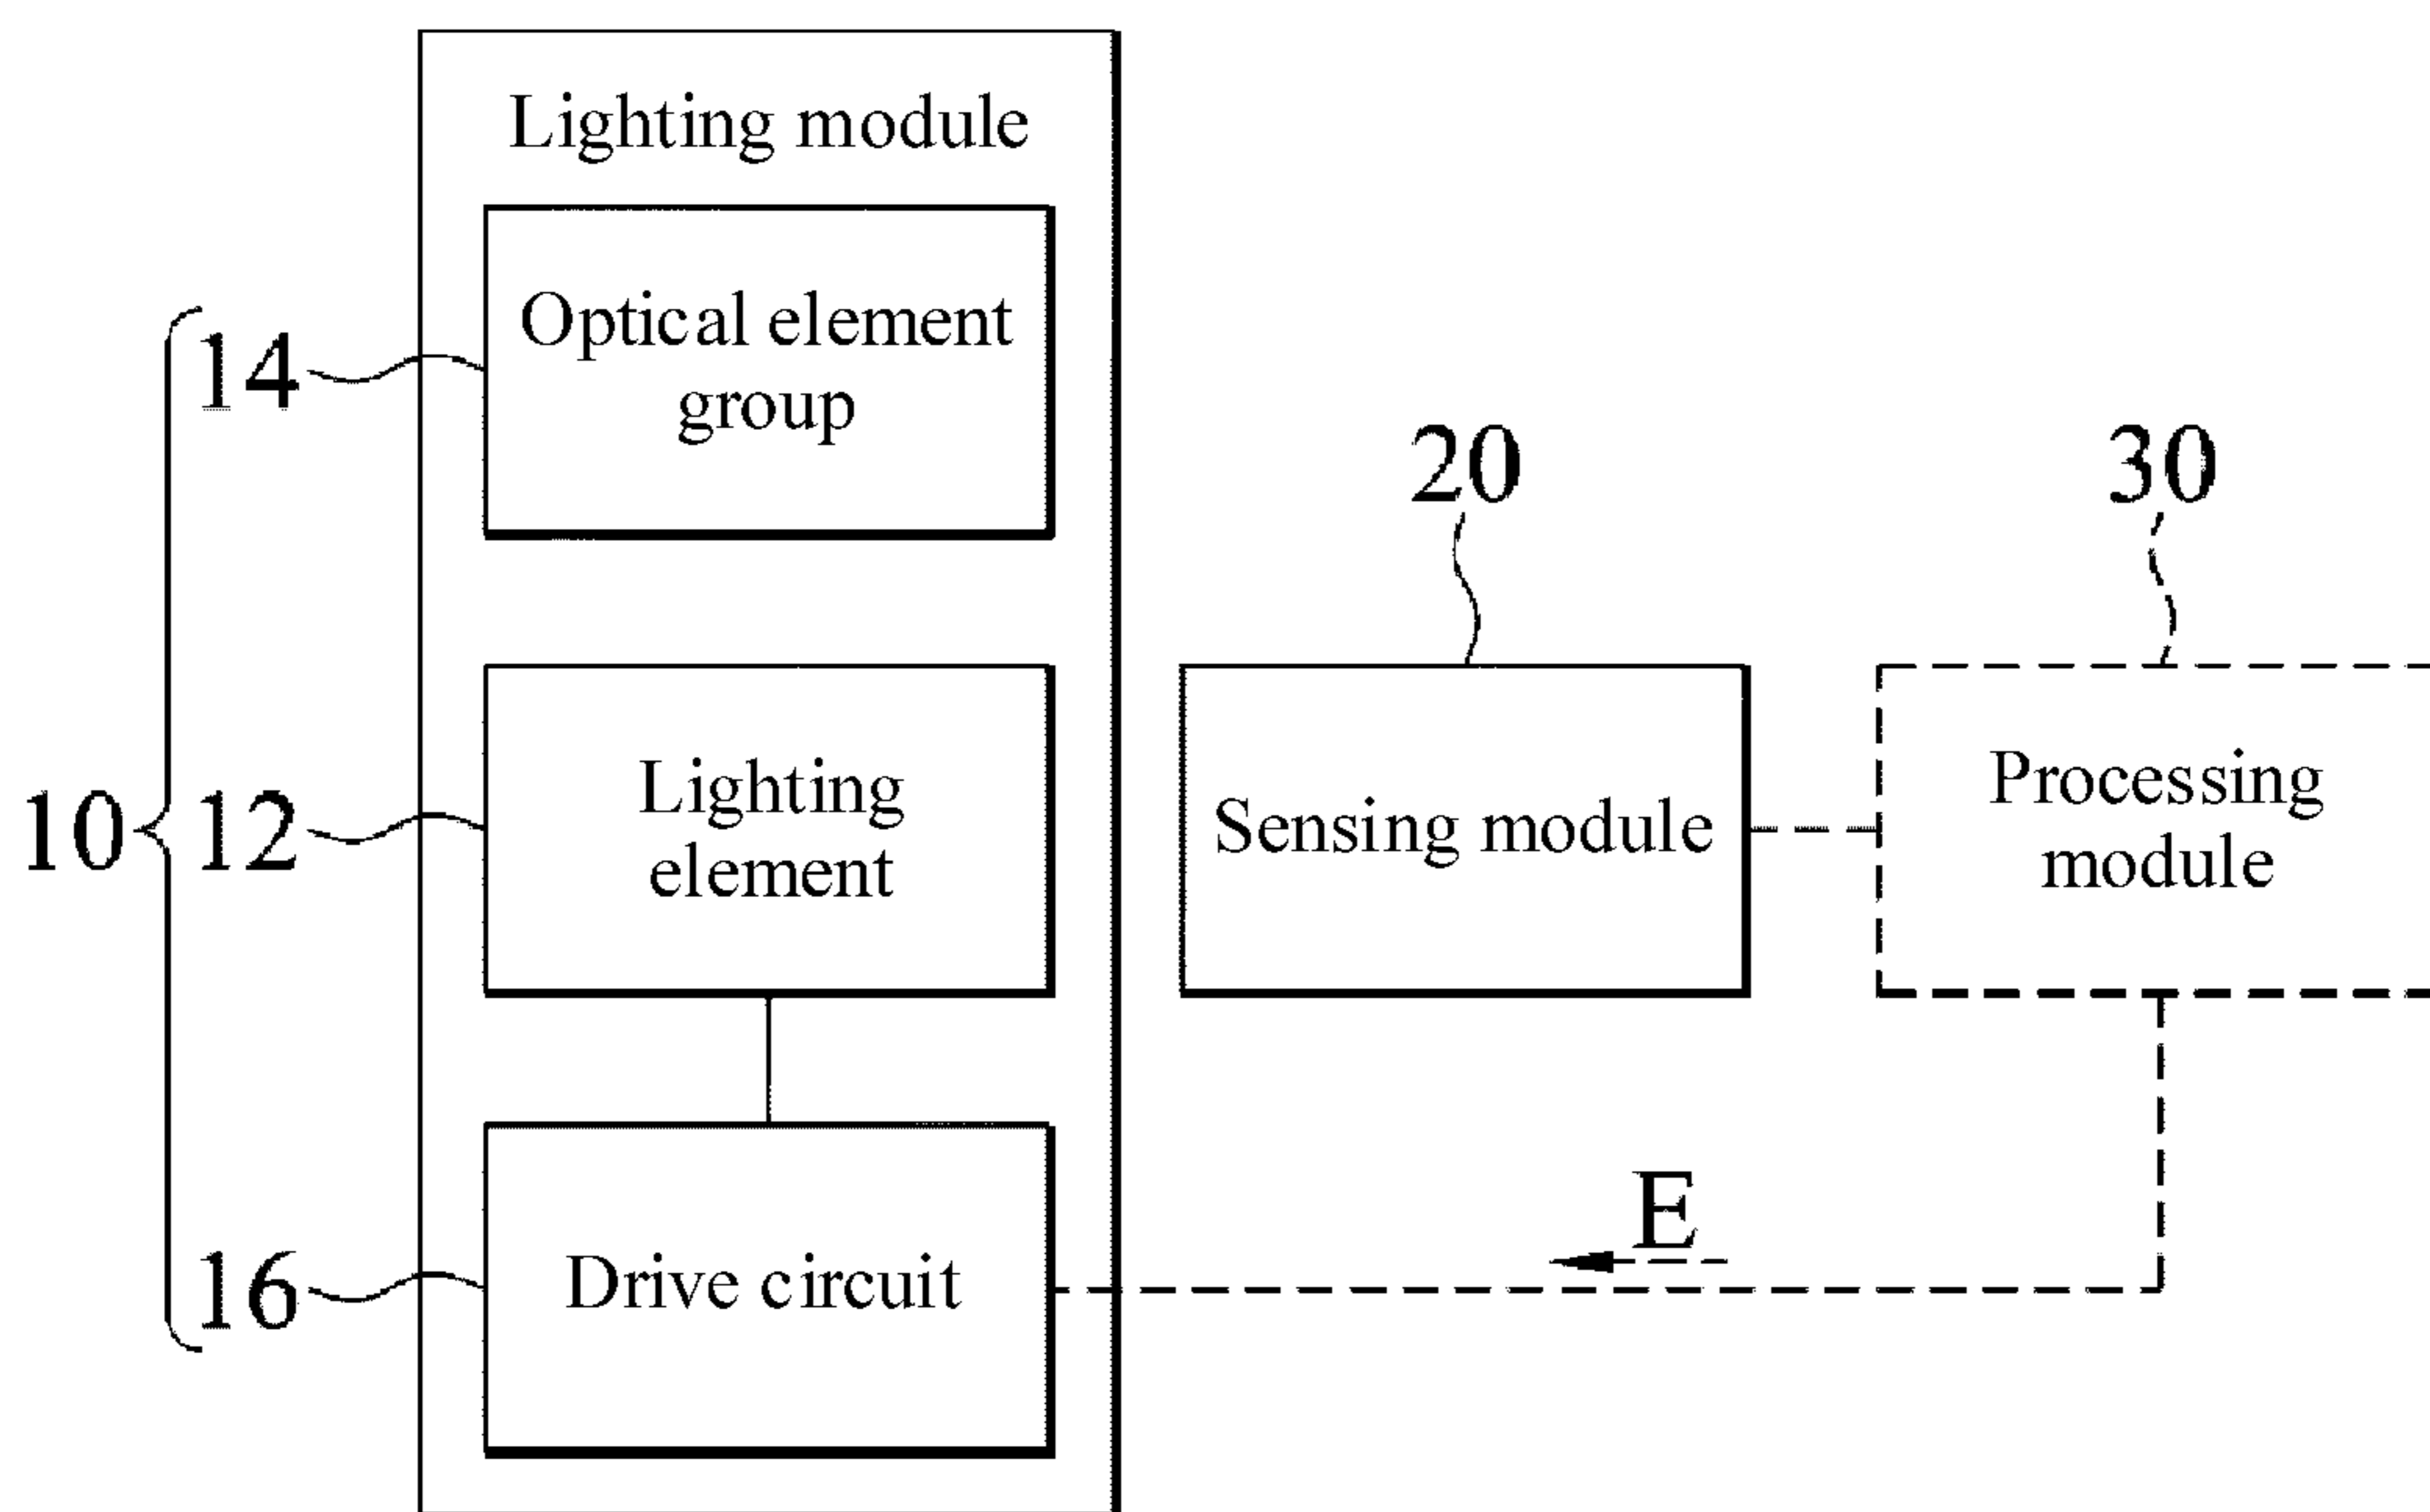 Lighting module
Optical element
group
14
20
30
Lighting
element
10
12
Sensing module
Processing
module
E
16
Drive circuit